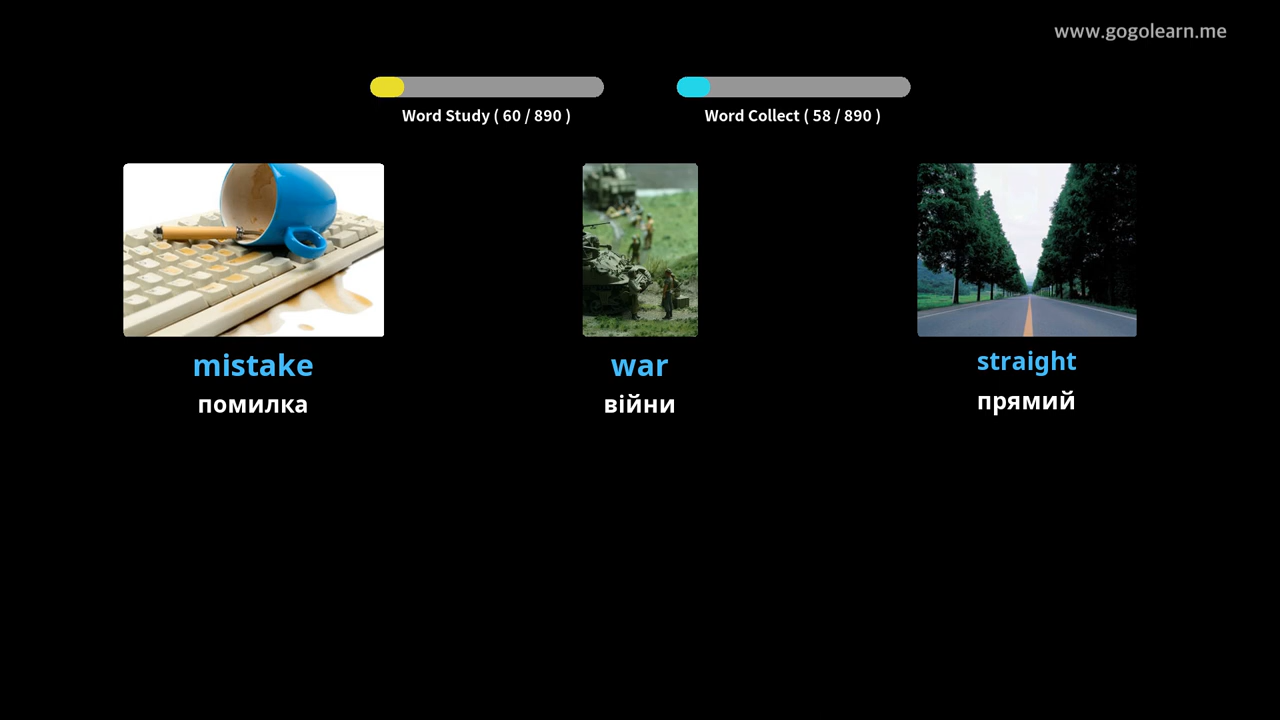 www.gogolearn.me
Word Study ( 60 / 890 )
Word Collect ( 58 / 890 )
mistake
помилка
war
війни
straight
прямий